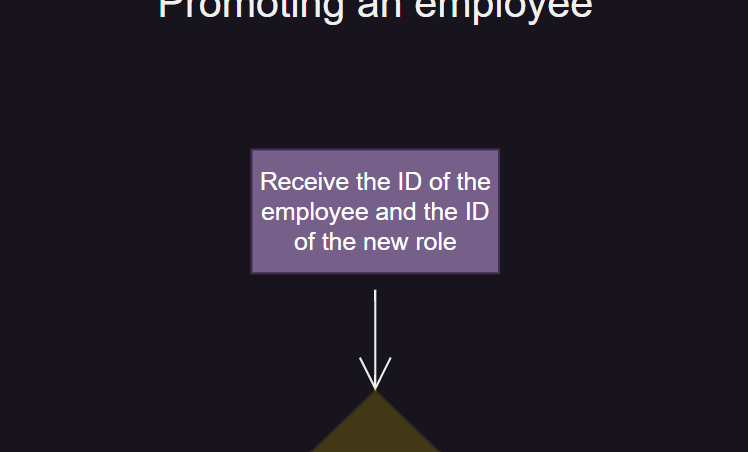 Promoting an employee
Receive the ID of the
employee and the ID
of the new role